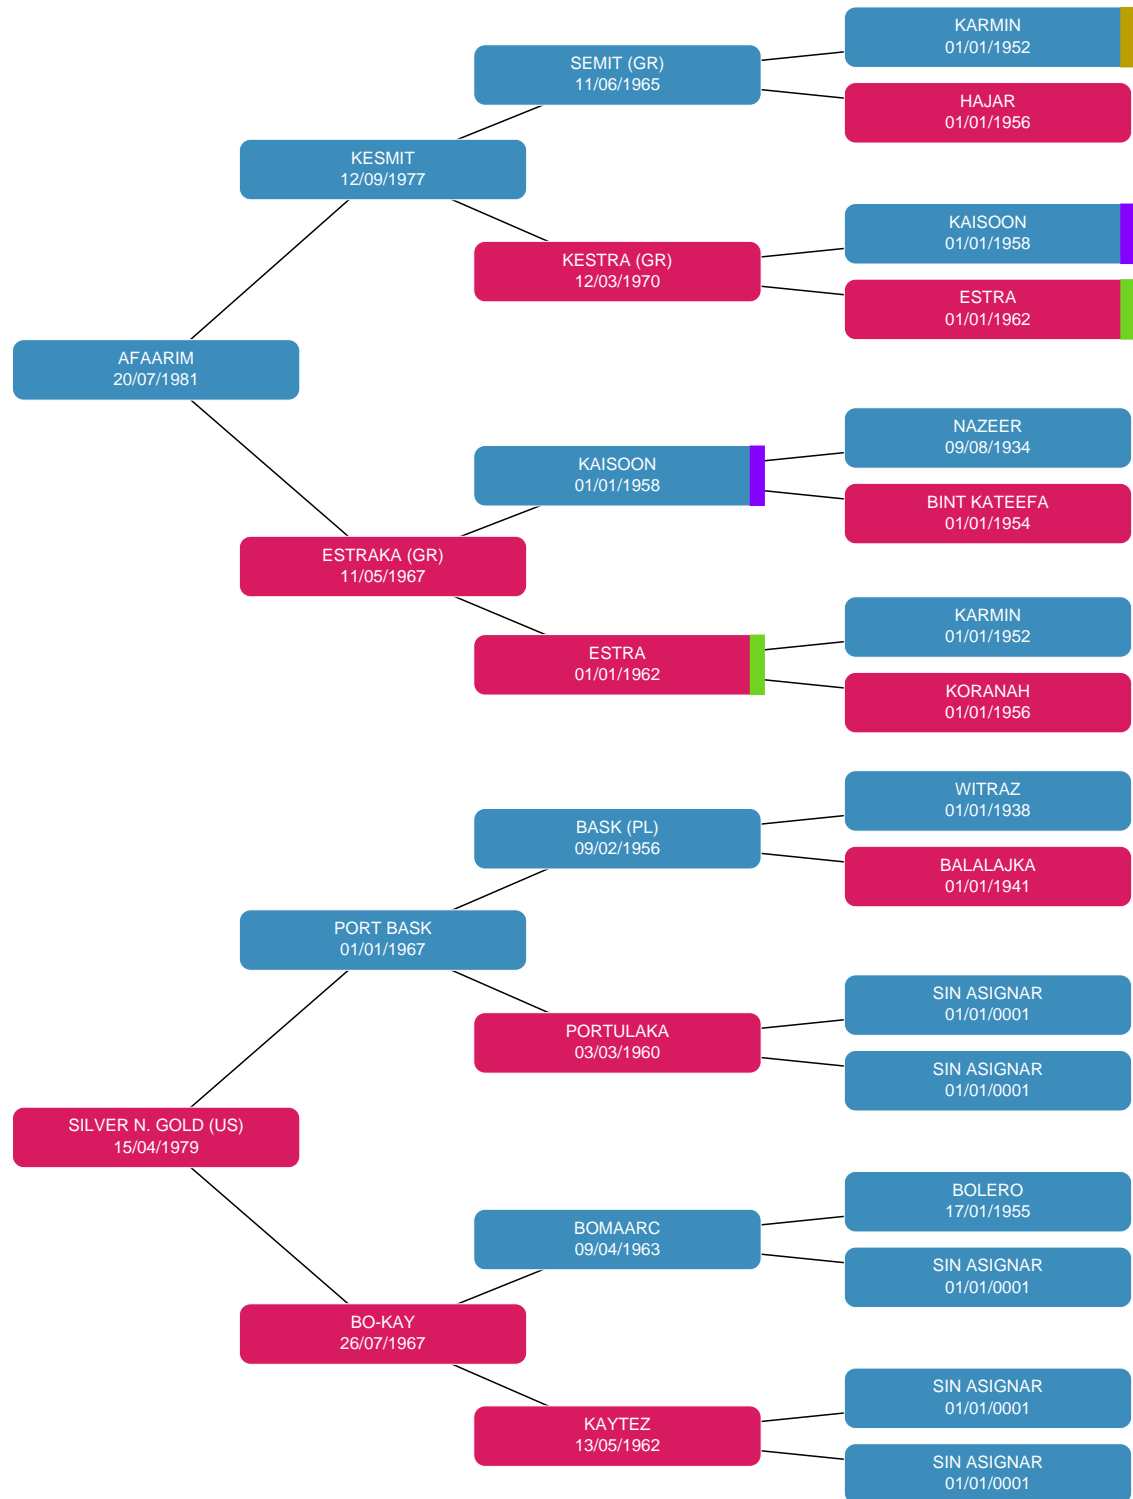 KARMIN
01/01/1952
SEMIT (GR)
11/06/1965
HAJAR
01/01/1956
KESMIT
12/09/1977
KAISOON
01/01/1958
KESTRA (GR)
12/03/1970
ESTRA
01/01/1962
AFAARIM
20/07/1981
NAZEER
09/08/1934
KAISOON
01/01/1958
BINT KATEEFA
01/01/1954
ESTRAKA (GR)
11/05/1967
KARMIN
01/01/1952
ESTRA
01/01/1962
KORANAH
01/01/1956
WITRAZ
01/01/1938
BASK (PL)
09/02/1956
BALALAJKA
01/01/1941
PORT BASK
01/01/1967
SIN ASIGNAR
01/01/0001
PORTULAKA
03/03/1960
SIN ASIGNAR
01/01/0001
SILVER N. GOLD (US)
15/04/1979
BOLERO
17/01/1955
BOMAARC
09/04/1963
SIN ASIGNAR
01/01/0001
BO-KAY
26/07/1967
SIN ASIGNAR
01/01/0001
KAYTEZ
13/05/1962
SIN ASIGNAR
01/01/0001